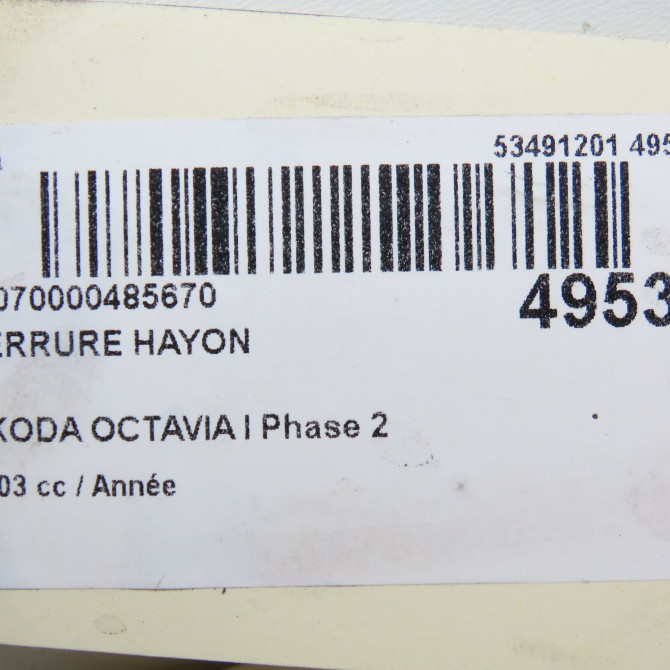 53491201 495
070000485670
4953
ERRURE HAYON
KODA OCTAVIA I Phase 2
03 cc / Année